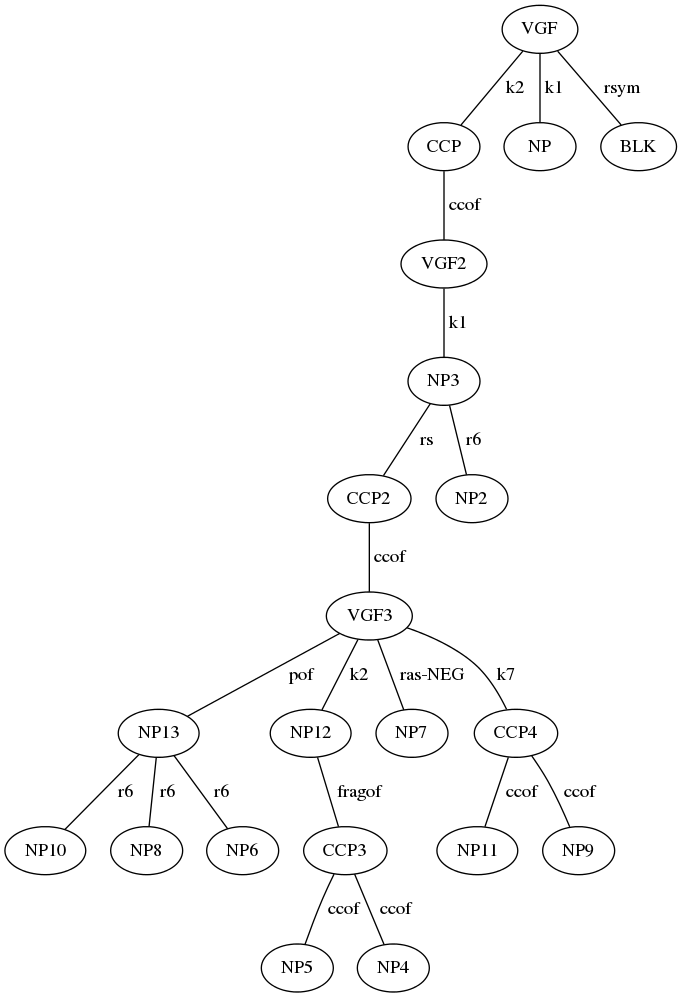 VGF
k2 k1 rsym
CCP NP BLK
ccof
VGF2
k1
NP3
rs r6
CCP2 NP2
ccof
VGF3
pof k2 ras-NEG k7
NP13 NP12 NP7 CCP4
r6 r6 r6 fragof ccof ccof
NP10 NP8 NP6 CCP3 NP11 NP9
ccof ccof
NP5 NP4